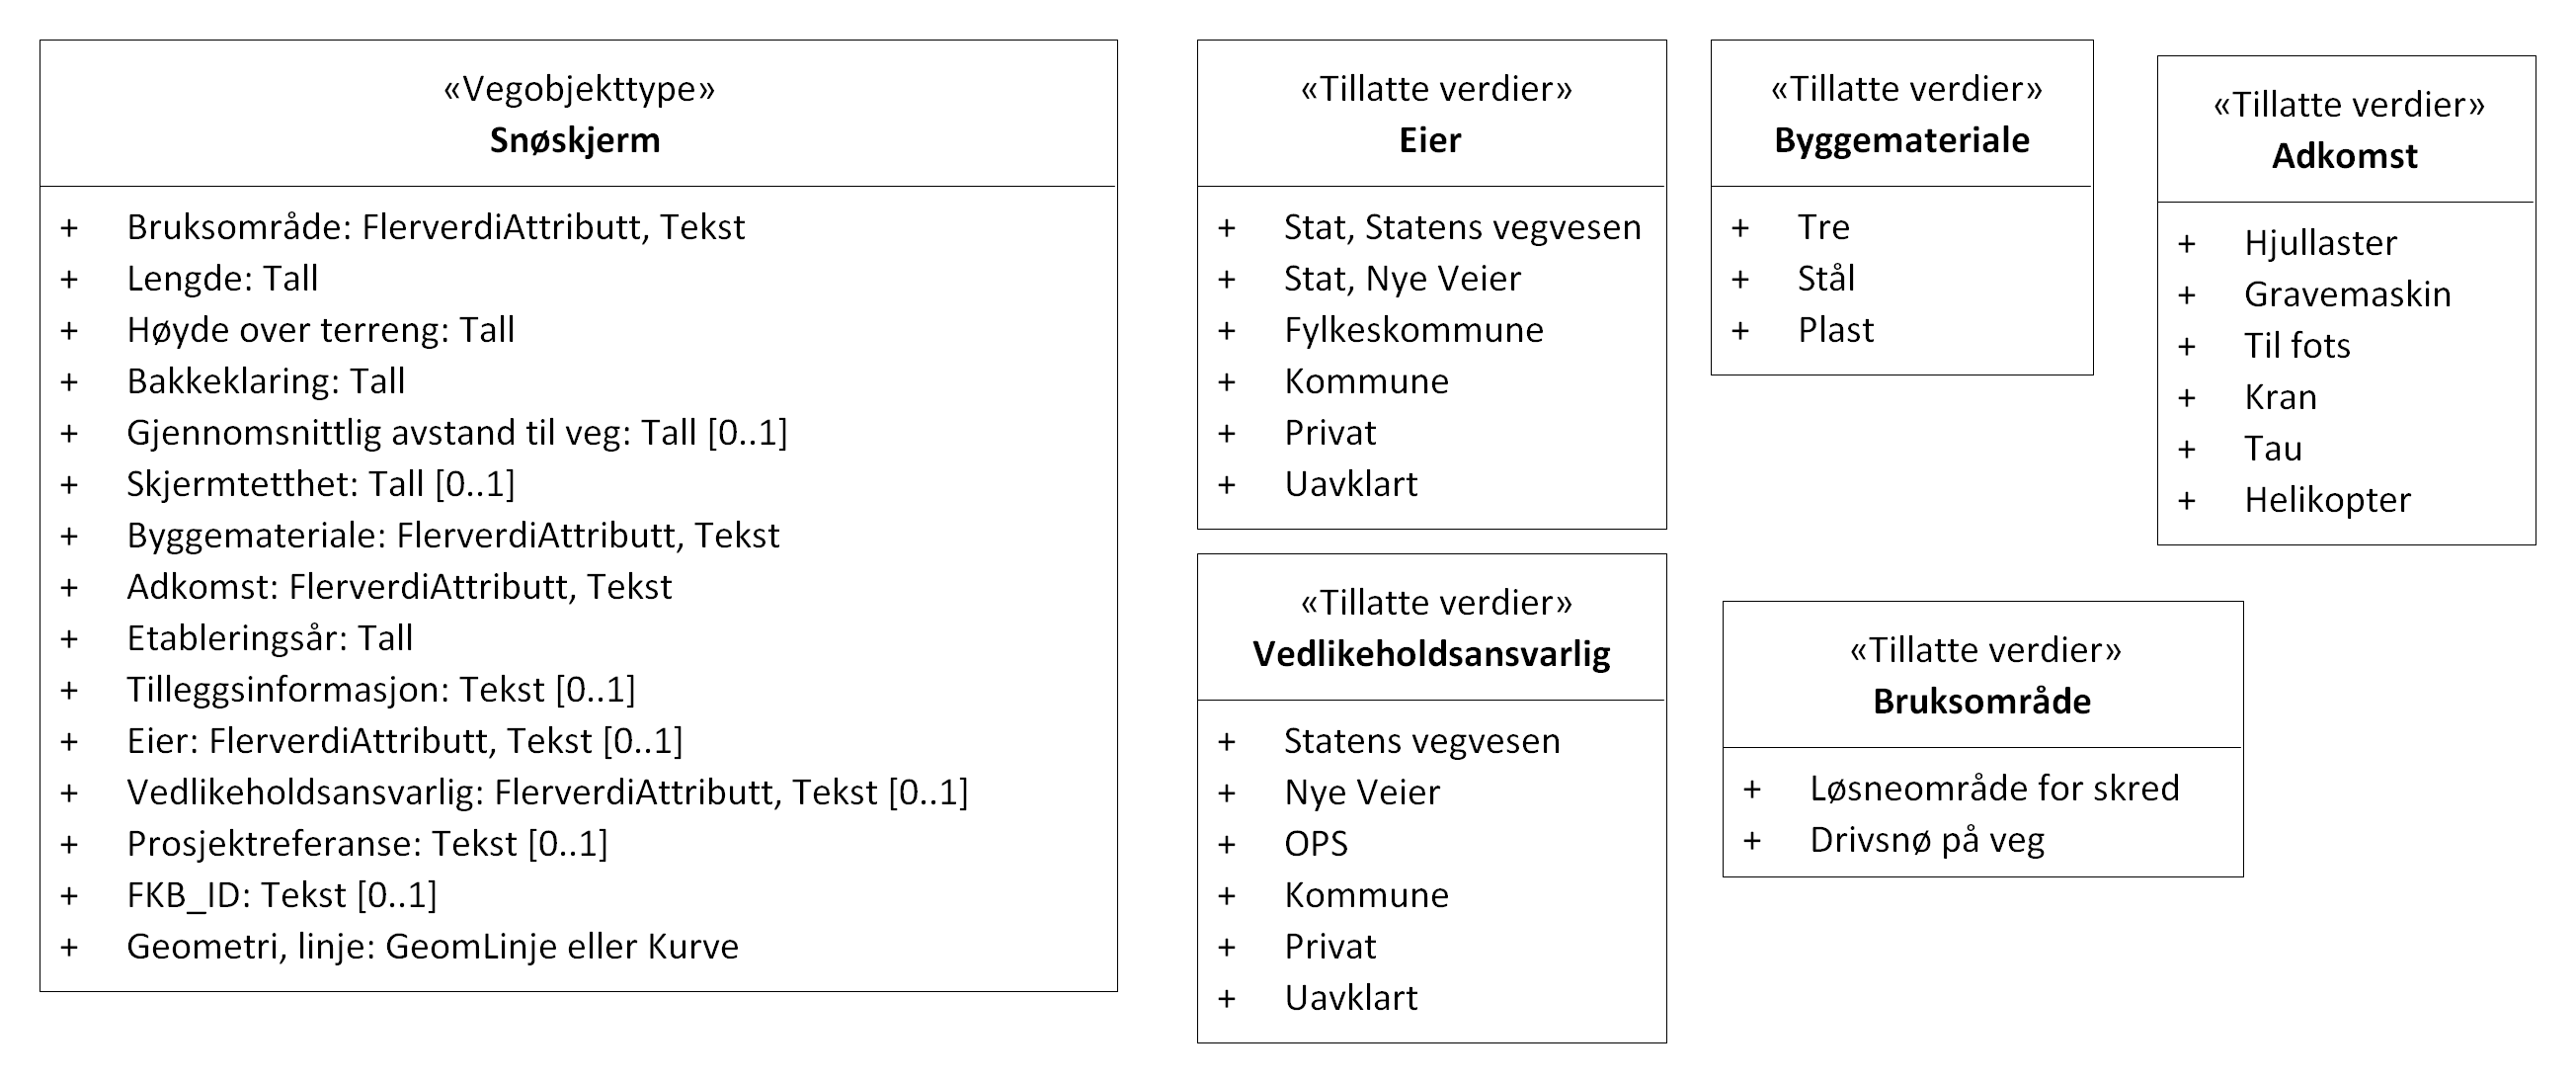 «Vegobjekttype»
Snøskjerm
+ Bruksområde: FlerverdiAttributt, Tekst
+ Lengde: Tall
+ Høyde over terreng: Tall
+ Bakkeklaring: Tall
+ Gjennomsnittlig avstand til veg: Tall [0..1]
+ Skjermtetthet: Tall [0..1]
+ Byggemateriale: FlerverdiAttributt, Tekst
+ Adkomst: FlerverdiAttributt, Tekst
+ Etableringsår: Tall
+ Tilleggsinformasjon: Tekst [0..1]
+ Eier: FlerverdiAttributt, Tekst [0..1]
+ Vedlikeholdsansvarlig: FlerverdiAttributt, Tekst [0..1]
+ Prosjektreferanse: Tekst [0..1]
+ FKB_ID: Tekst [0..1]
+ Geometri, linje: GeomLinje eller Kurve
«Tillatte verdier»
Eier
+ Stat, Statens vegvesen
+ Stat, Nye Veier
+ Fylkeskommune
+ Kommune
+ Privat
+ Uavklart
«Tillatte verdier»
Byggemateriale
+ Tre
+ Stål
+ Plast
«Tillatte verdier»
Adkomst
+ Hjullaster
+ Gravemaskin
+ Til fots
+ Kran
+ Tau
+ Helikopter
«Tillatte verdier»
Vedlikeholdsansvarlig
+ Statens vegvesen
+ Nye Veier
+ OPS
+ Kommune
+ Privat
+ Uavklart
«Tillatte verdier»
Bruksområde
+ Løsneområde for skred
+ Drivsnø på veg